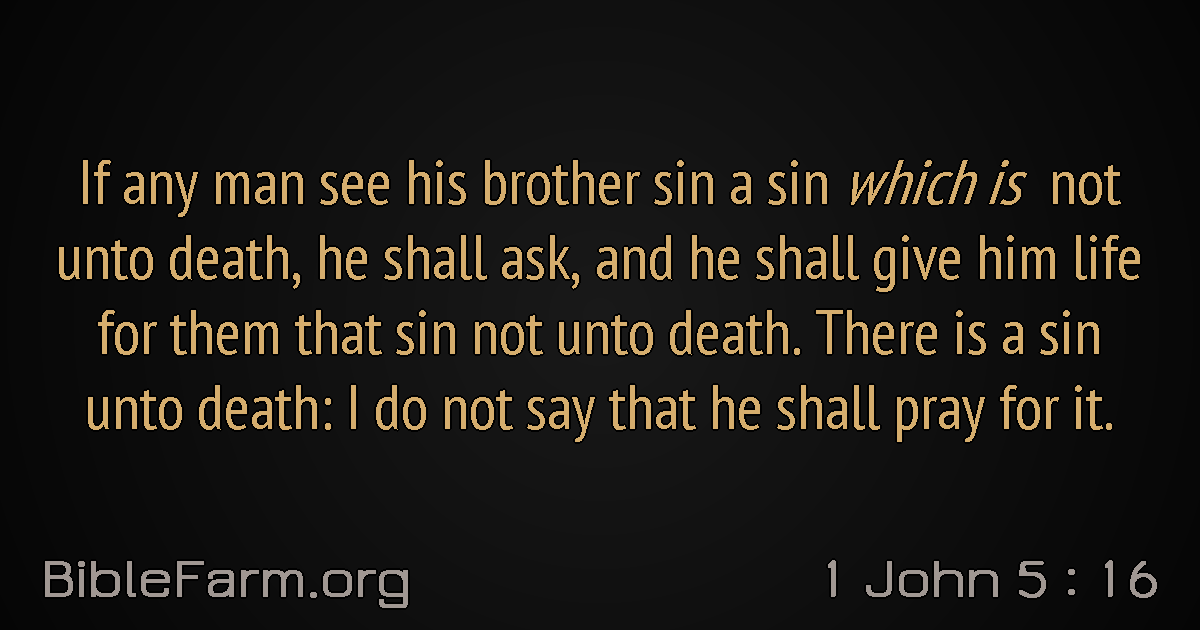 If any man see his brother sin a sin which is not
unto death, he shall ask, and he shall give him life
for them that sin not unto death. There is a sin
unto death: I do not say that he shall pray for it.
BibleFarm.org
1 John 5 : 16